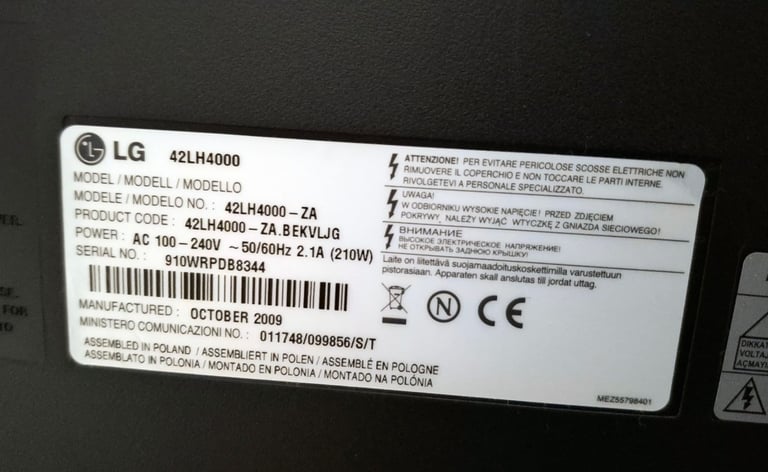 LG 42LH4000
MODEL / MODELL / MODELLO
MODELE / MODELO NO. : 42LH4000-ZA
PRODUCT CODE : 42LH4000-ZA.BEKVLJG
POWER : AC 100-240V ~50/60Hz 2.1A (210W)
SERIAL NO. : 910WRPDB8344
MANUFACTURED : OCTOBER 2009
MINISTERO COMUNICAZIONI NO. : 011748/099856/S/T
ASSEMBLED IN POLAND / ASSEMBLIERT IN POLEN / ASSEMBLÉ EN POLOGNE
ASSEMBLATO IN POLONIA / MONTADO EN POLONIA / MONTADO NA POLÓNIA
ATTENZIONE! PER EVITARE PERICOLOSE SCOSSE ELETTRICHE NON
RIMUOVERE IL COPERCHIO E NON TOCCARE LE PARTI INTERNE.
RIVOLGETEVI A PERSONALE SPECIALIZZATO.
UWAGA!
W ODBIORNIKU WYSOKIE NAPIĘCIE! PRZED ZDJĘCIEM
POKRYWY, NALEŻY WYJĄĆ WTYCZKĘ Z GNIAZDA SIECIOWEGO!
ВНИМАНИЕ
ВЫСОКОЕ ЭЛЕКТРИЧЕСКОЕ НАПРЯЖЕНИЕ!
НЕ ОТКРЫВАТЬ ЗАДНЮЮ КРЫШКУ!
Laite on liitettävä suojamaadoituskoskettimilla varustettuun
pistorasiaan. Apparaten skall anslutas till jordat uttag.
N CE
MEZ55798401
FOR
TO
DIKKAT
VOLTAJ
AÇMAYI